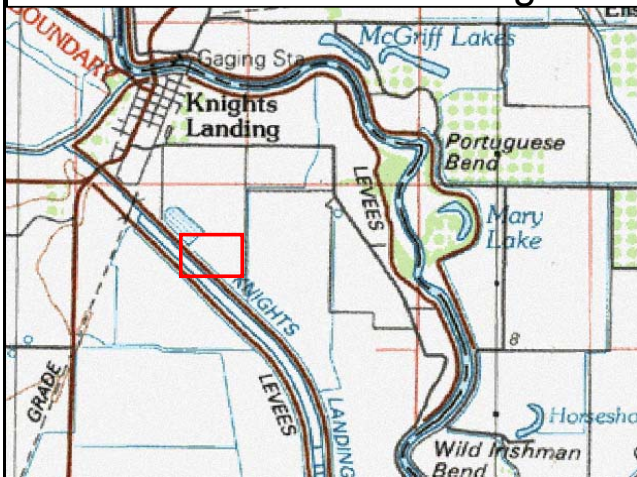 BOUNDARY
Gaging Sta
McGriff Lakes
Knights
Landing
Portuguese
Bend
LEVEES
Mary
Lake
KNIGHTS
LANDING
8
GRADE
LEVEES
Horsesho
Wild Irishman
Bend